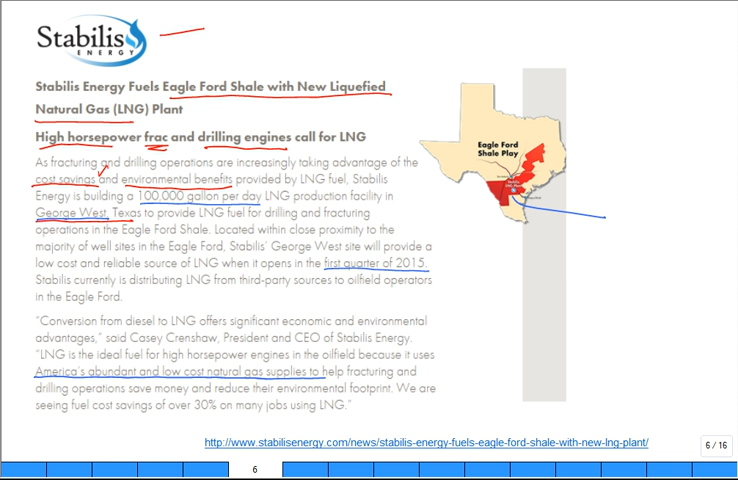 Stabilis
ENERGY
Stabilis Energy Fuels Eagle Ford Shale with New Liquefied
Natural Gas (LNG) Plant
High horsepower frac and drilling engines call for LNG
As fracturing and drilling operations are increasingly taking advantage of the
cost savings and environmental benefits provided by LNG fuel, Stabilis
Energy is building a 100,000 gallon per day LNG production facility in
George West, Texas to provide LNG fuel for drilling and fracturing
operations in the Eagle Ford Shale. Located within close proximity to the
majority of well sites in the Eagle Ford, Stabilis' George West site will provide a
low cost and reliable source of LNG when it opens in the first quarter of 2015.
Stabilis currently is distributing LNG from third-party sources to oilfield operators
in the Eagle Ford.
"Conversion from diesel to LNG offers significant economic and environmental
advantages," said Casey Crenshaw, President and CEO of Stabilis Energy.
"LNG is the ideal fuel for high horsepower engines in the oilfield because it uses
America's abundant and low cost natural gas supplies to help fracturing and
drilling operations save money and reduce their environmental footprint. We are
seeing fuel cost savings of over 30% on many jobs using LNG."
Eagle Ford
Shale Play
http://www.stabilisenergy.com/news/stabilis-energy-fuels-eagle-ford-shale-with-new-lng-plant/
6 / 16
6